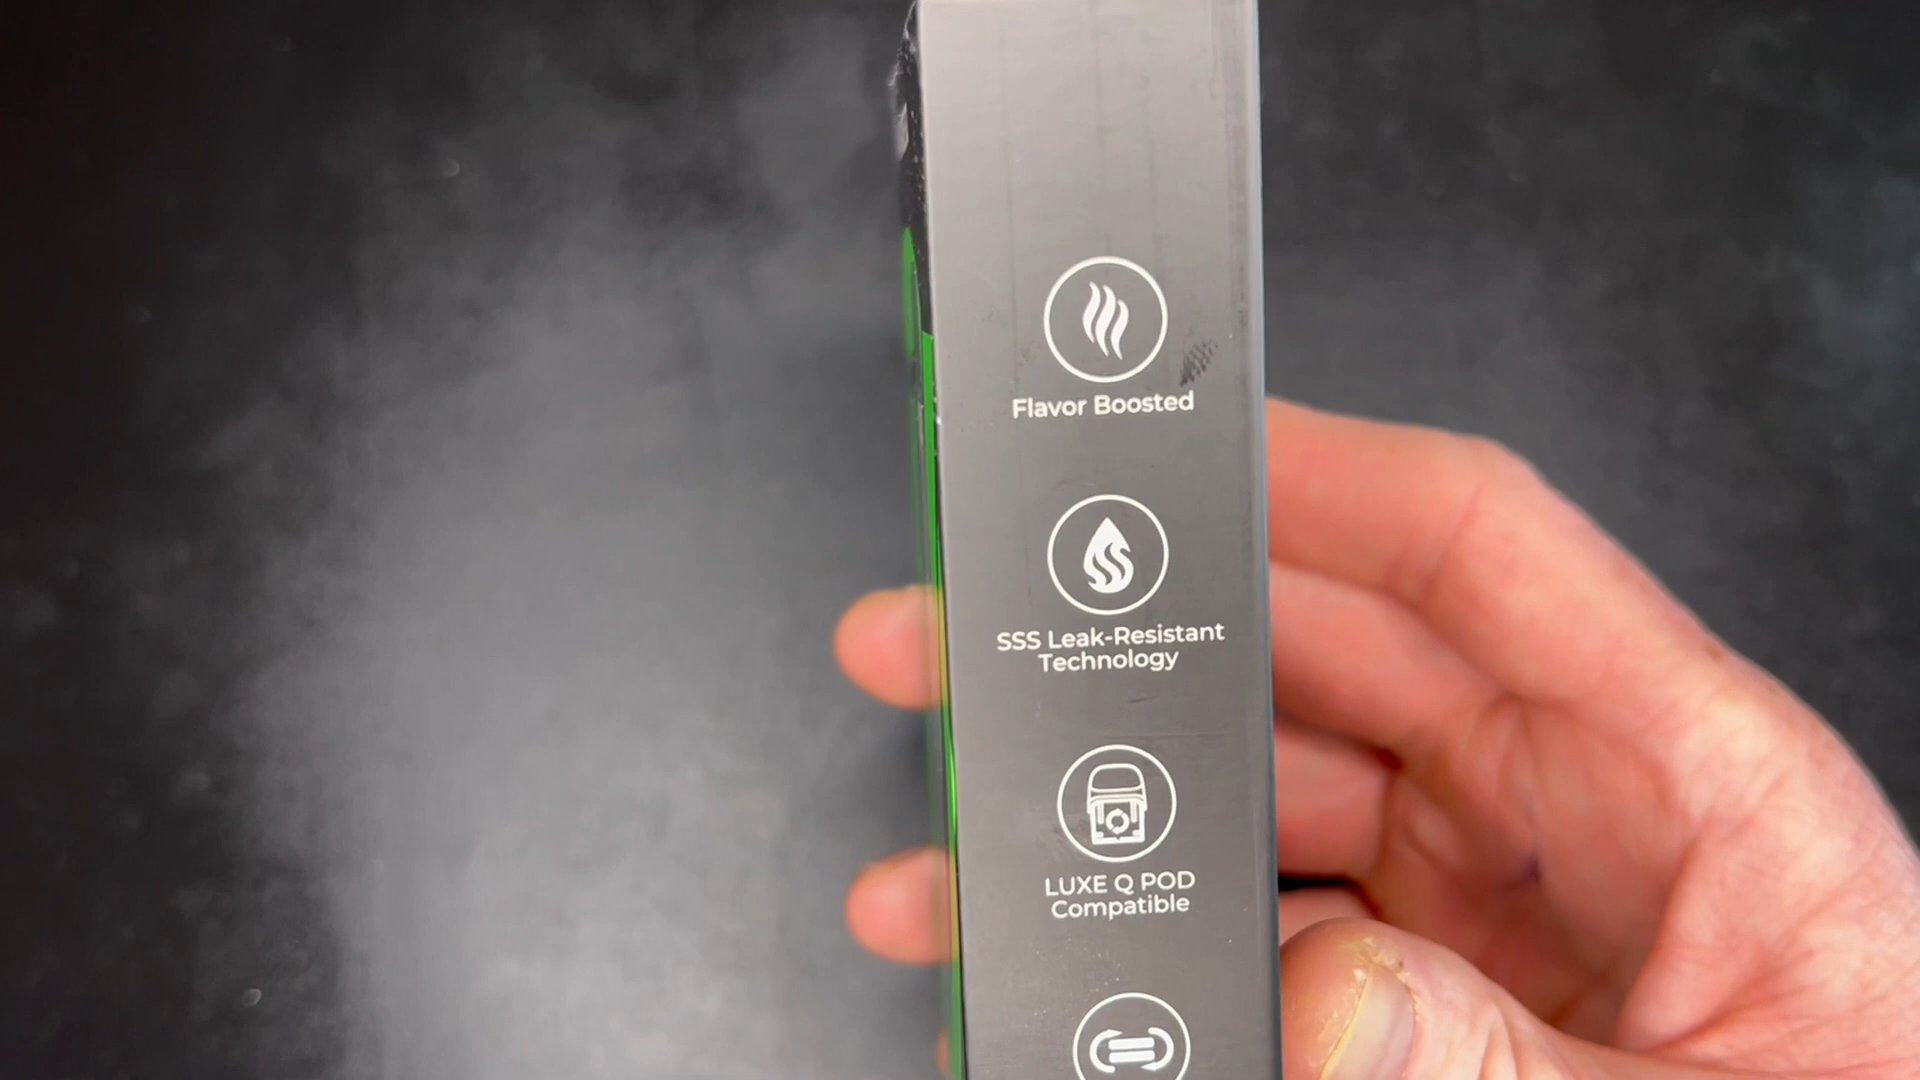 Flavor Boosted
SSS Leak-Resistant
Technology
LUXE Q POD
Compatible